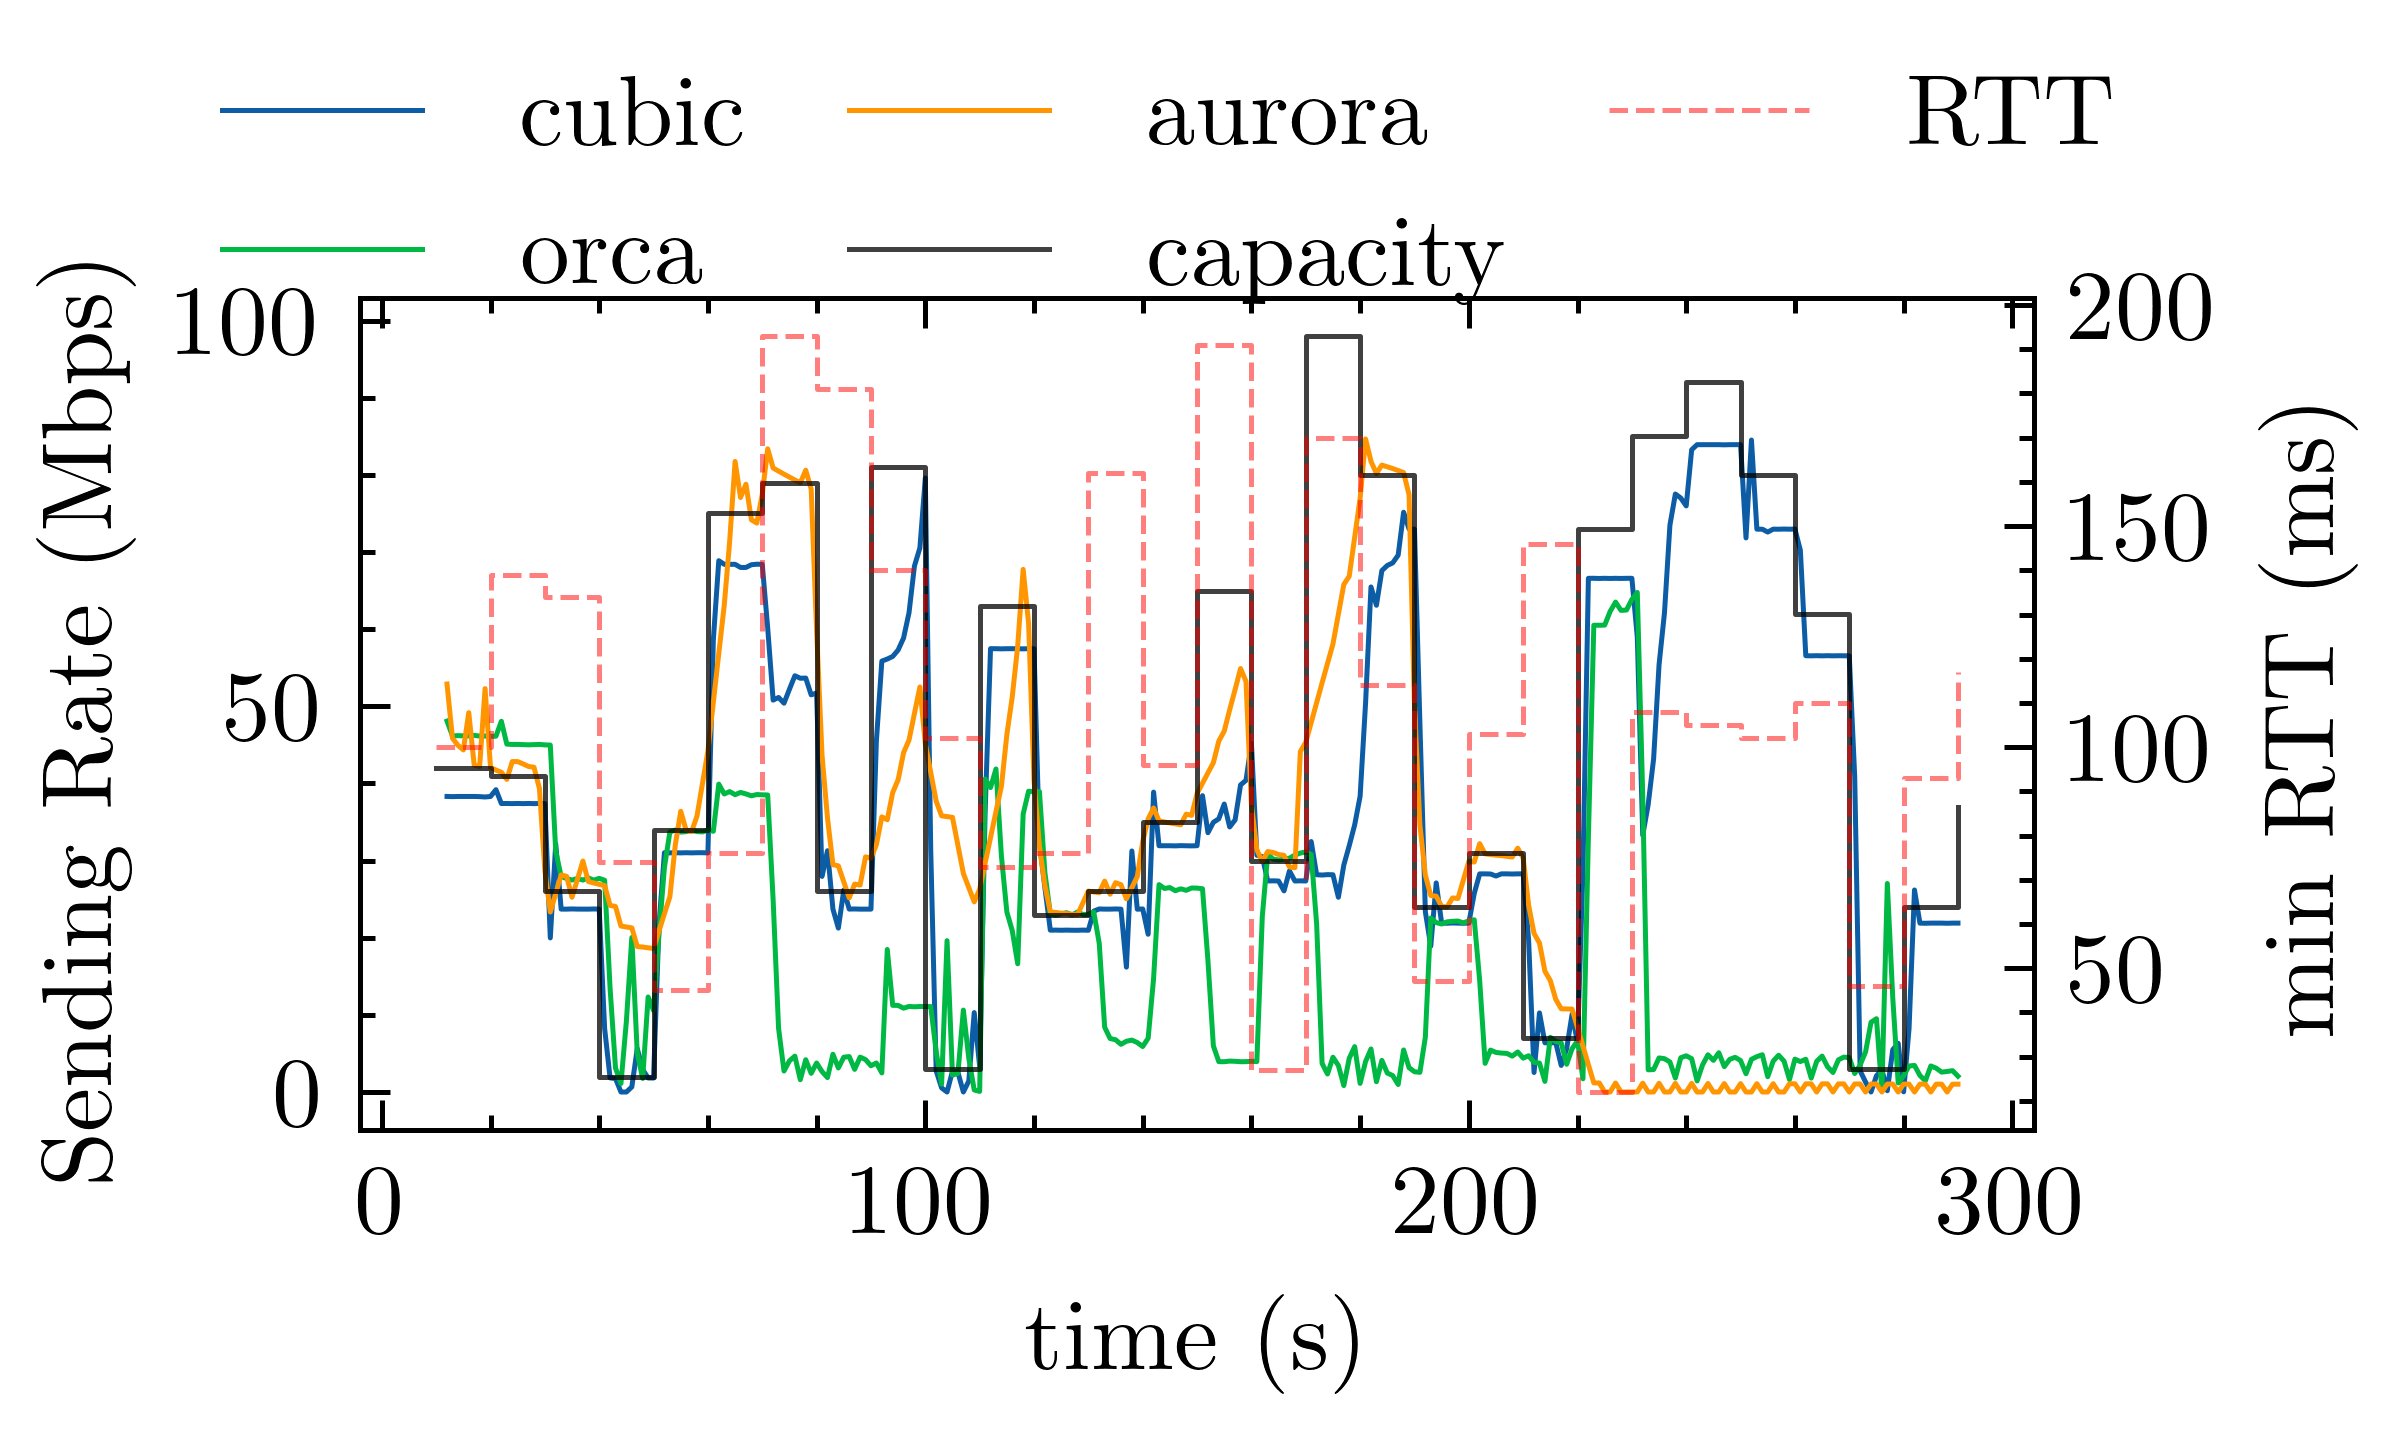 cubic
aurora
RTT
orca
capacity
Sending Rate (Mbps)
100
50
0
200
150
100
50
min RTT (ms)
0
100
200
300
time (s)